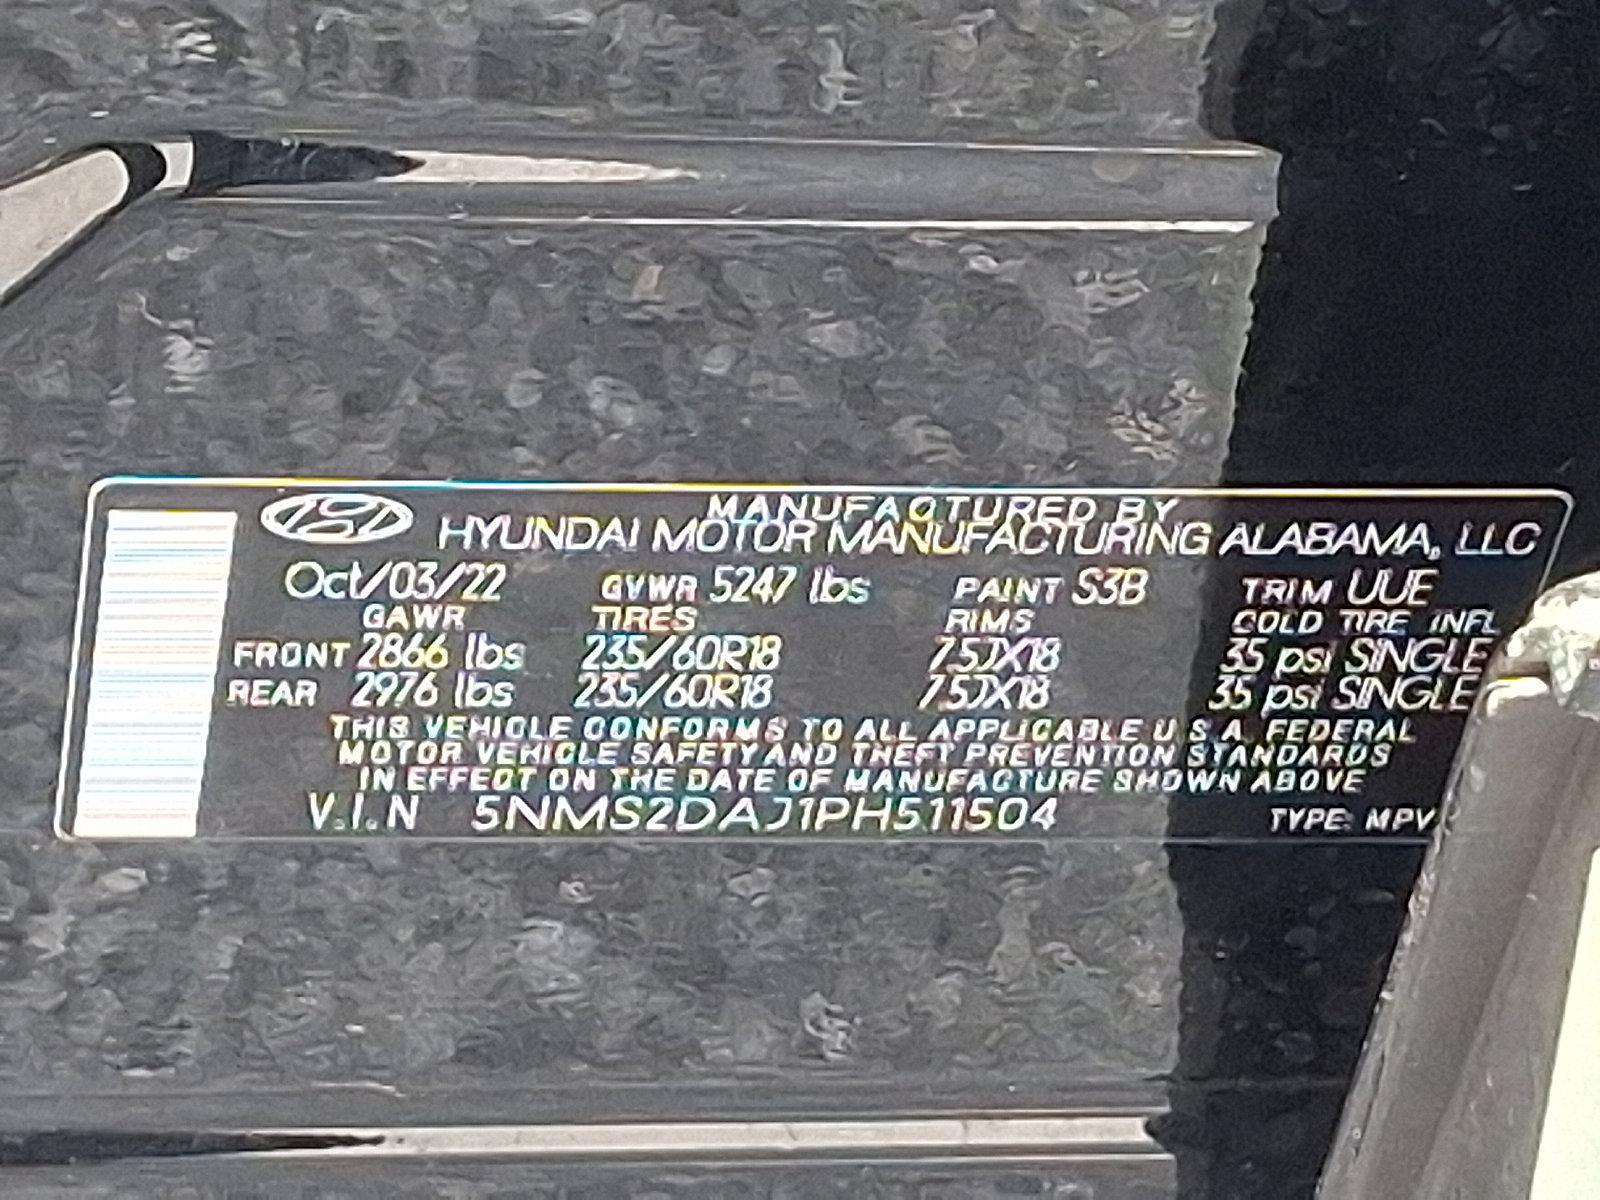 MANUFACTURED BY
HYUNDAI MOTOR MANUFACTURING ALABAMA, LLC
Oct/03/22 GVWR 5247 lbs PAINT S3B TRIM UUE
GAWR TIRES RIMS COLD TIRE INFL
FRONT 2866 lbs 235/60R18 7.5JX18 35 psi SINGLE
REAR 2976 lbs 235/60R18 7.5JX18 35 psi SINGLE
THIS VEHICLE CONFORMS TO ALL APPLICABLE U.S.A. FEDERAL
MOTOR VEHICLE SAFETY AND THEFT PREVENTION STANDARDS
IN EFFECT ON THE DATE OF MANUFACTURE SHOWN ABOVE
V.I.N 5NMS2DAJ1PH511504 TYPE: MPV